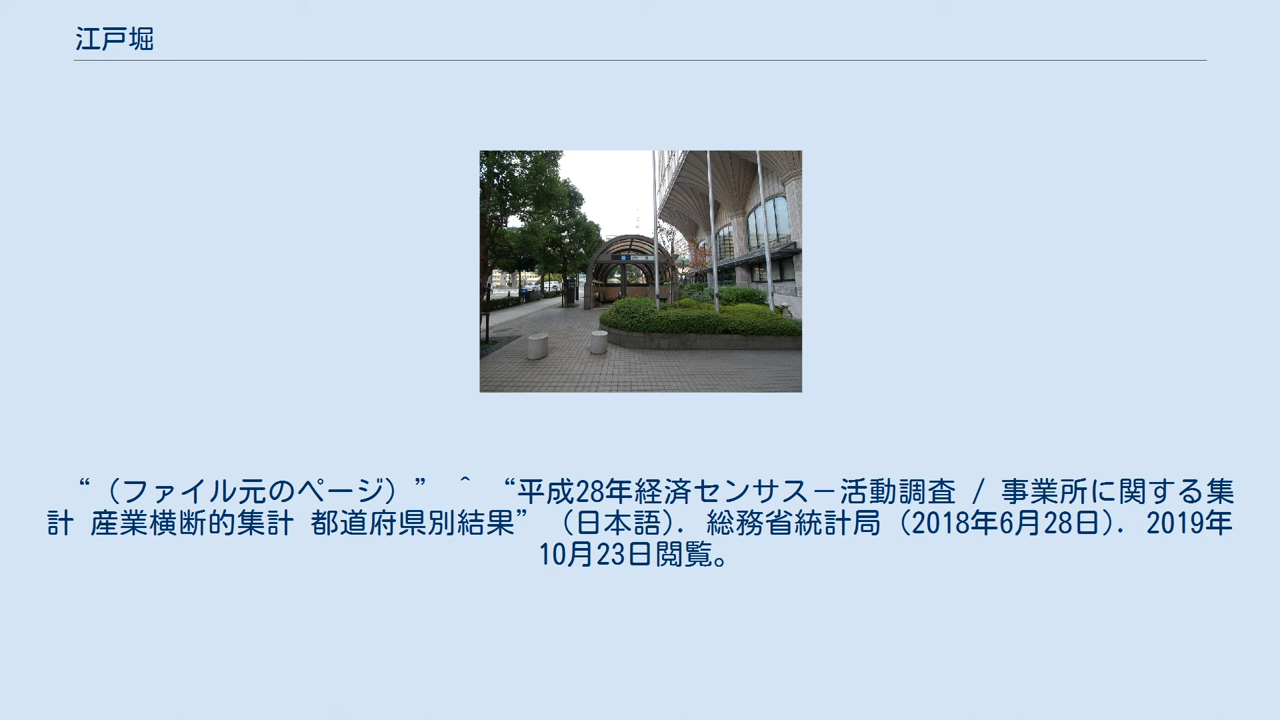 江戸堀
“（ファイル元のページ）” ^ “平成28年経済センサス－活動調査 / 事業所に関する集
計 産業横断的集計 都道府県別結果” （日本語）. 総務省統計局 (2018年6月28日). 2019年
10月23日閲覧。